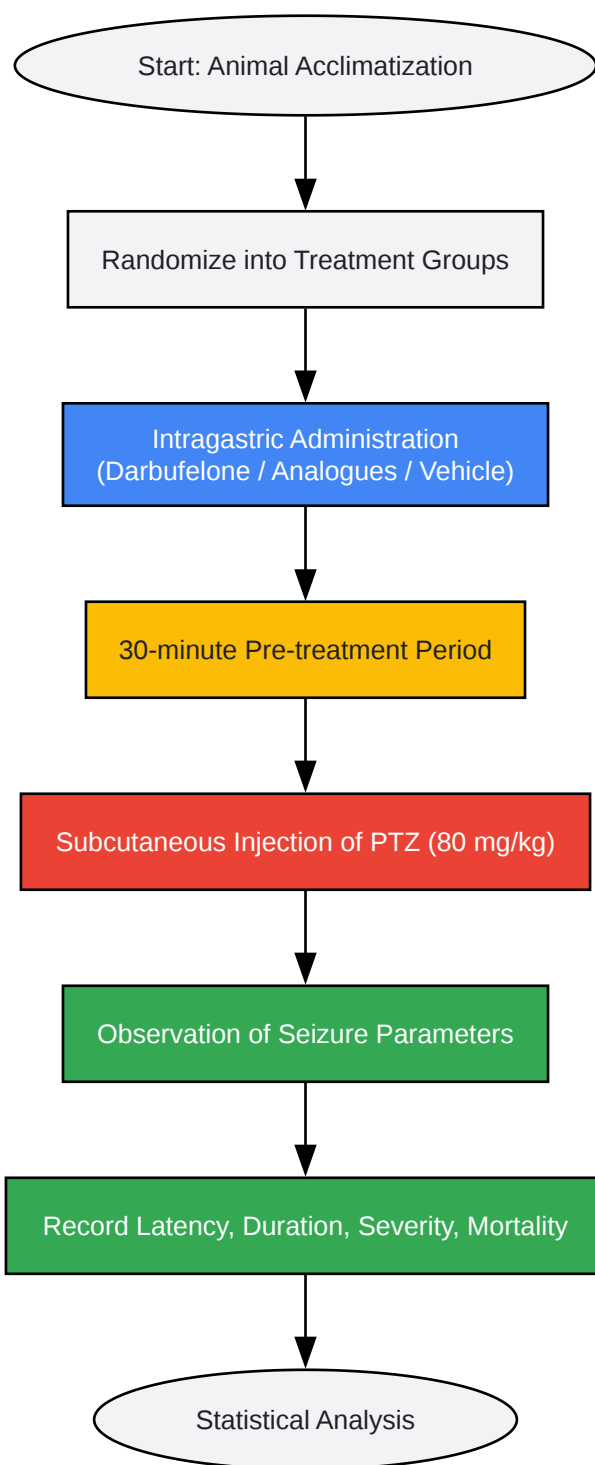 Start: Animal Acclimatization
Randomize into Treatment Groups
Intragastric Administration
(Darbufelone / Analogues / Vehicle)
30-minute Pre-treatment Period
Subcutaneous Injection of PTZ (80 mg/kg)
Observation of Seizure Parameters
Record Latency, Duration, Severity, Mortality
Statistical Analysis